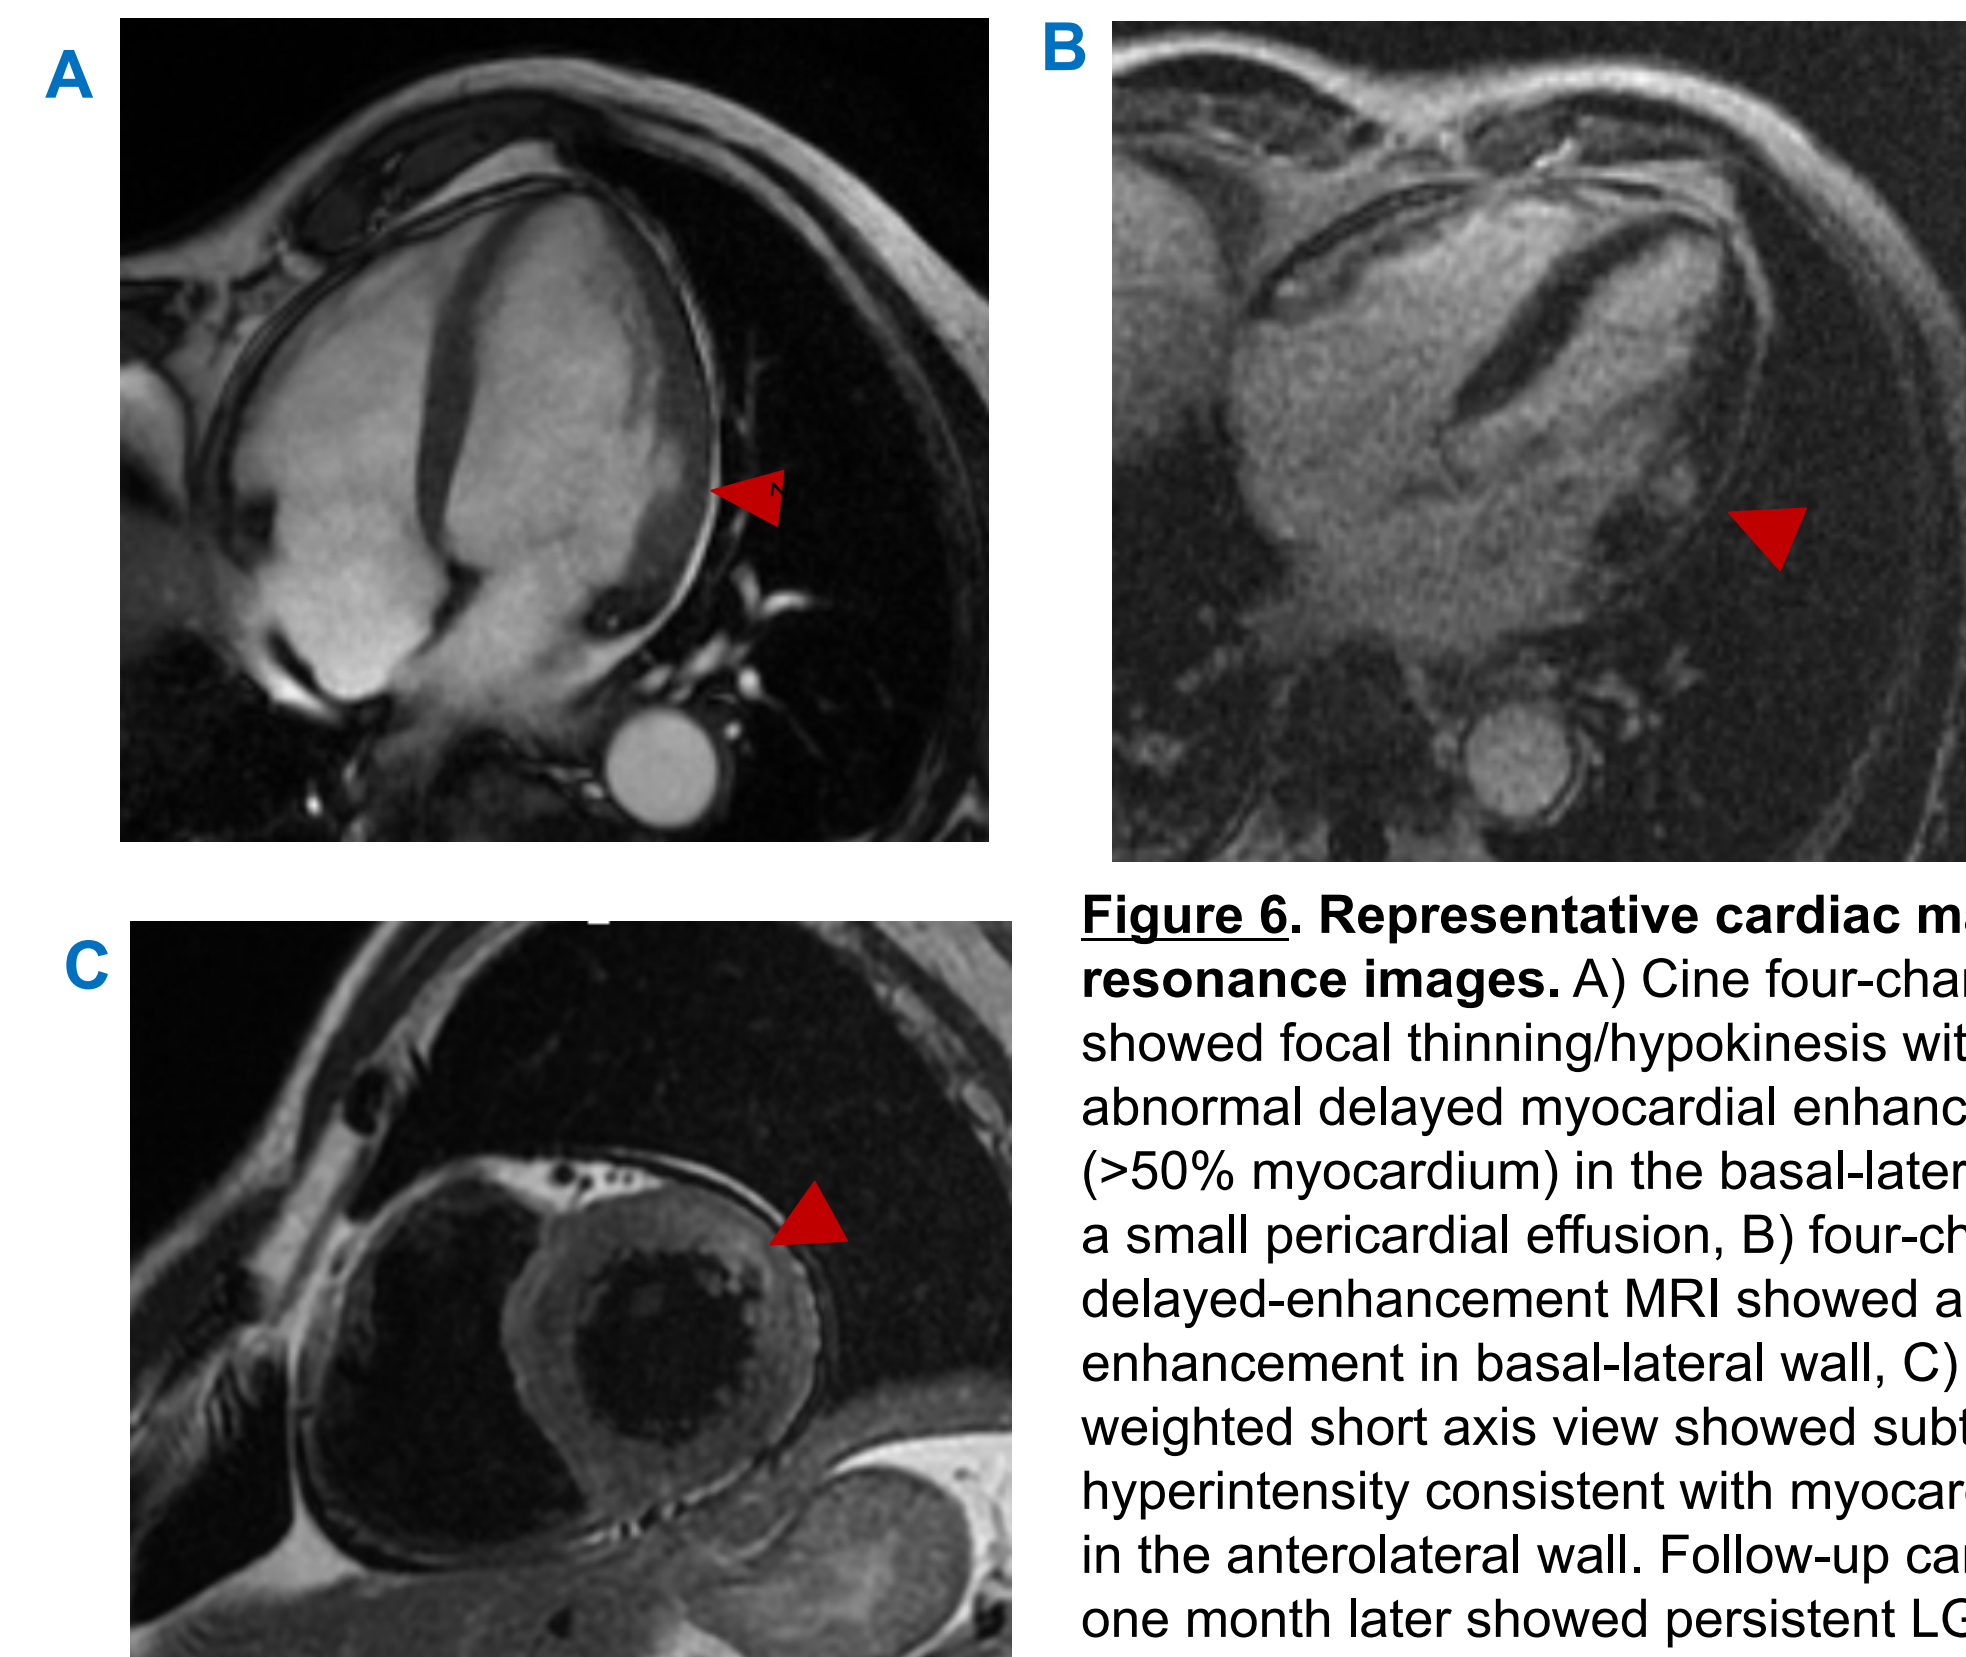 A
B
C
Figure 6. Representative cardiac ma
resonance images. A) Cine four-char
showed focal thinning/hypokinesis wit
abnormal delayed myocardial enhanc
(>50% myocardium) in the basal-later
a small pericardial effusion, B) four-ch
delayed-enhancement MRI showed a
enhancement in basal-lateral wall, C)
weighted short axis view showed subt
hyperintensity consistent with myocar
in the anterolateral wall. Follow-up car
one month later showed persistent LG